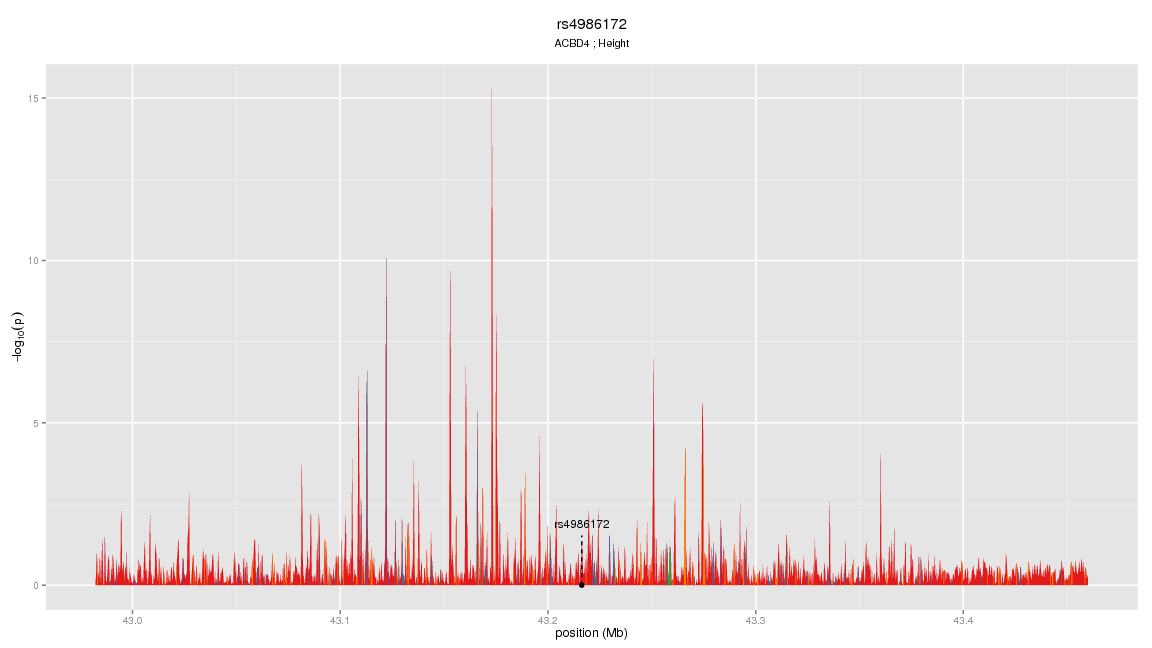 rs4986172
ACBD4 ; Height
15
10
5
0
−log10(p)
rs4986172
43.0 43.1 43.2 43.3 43.4
position (Mb)